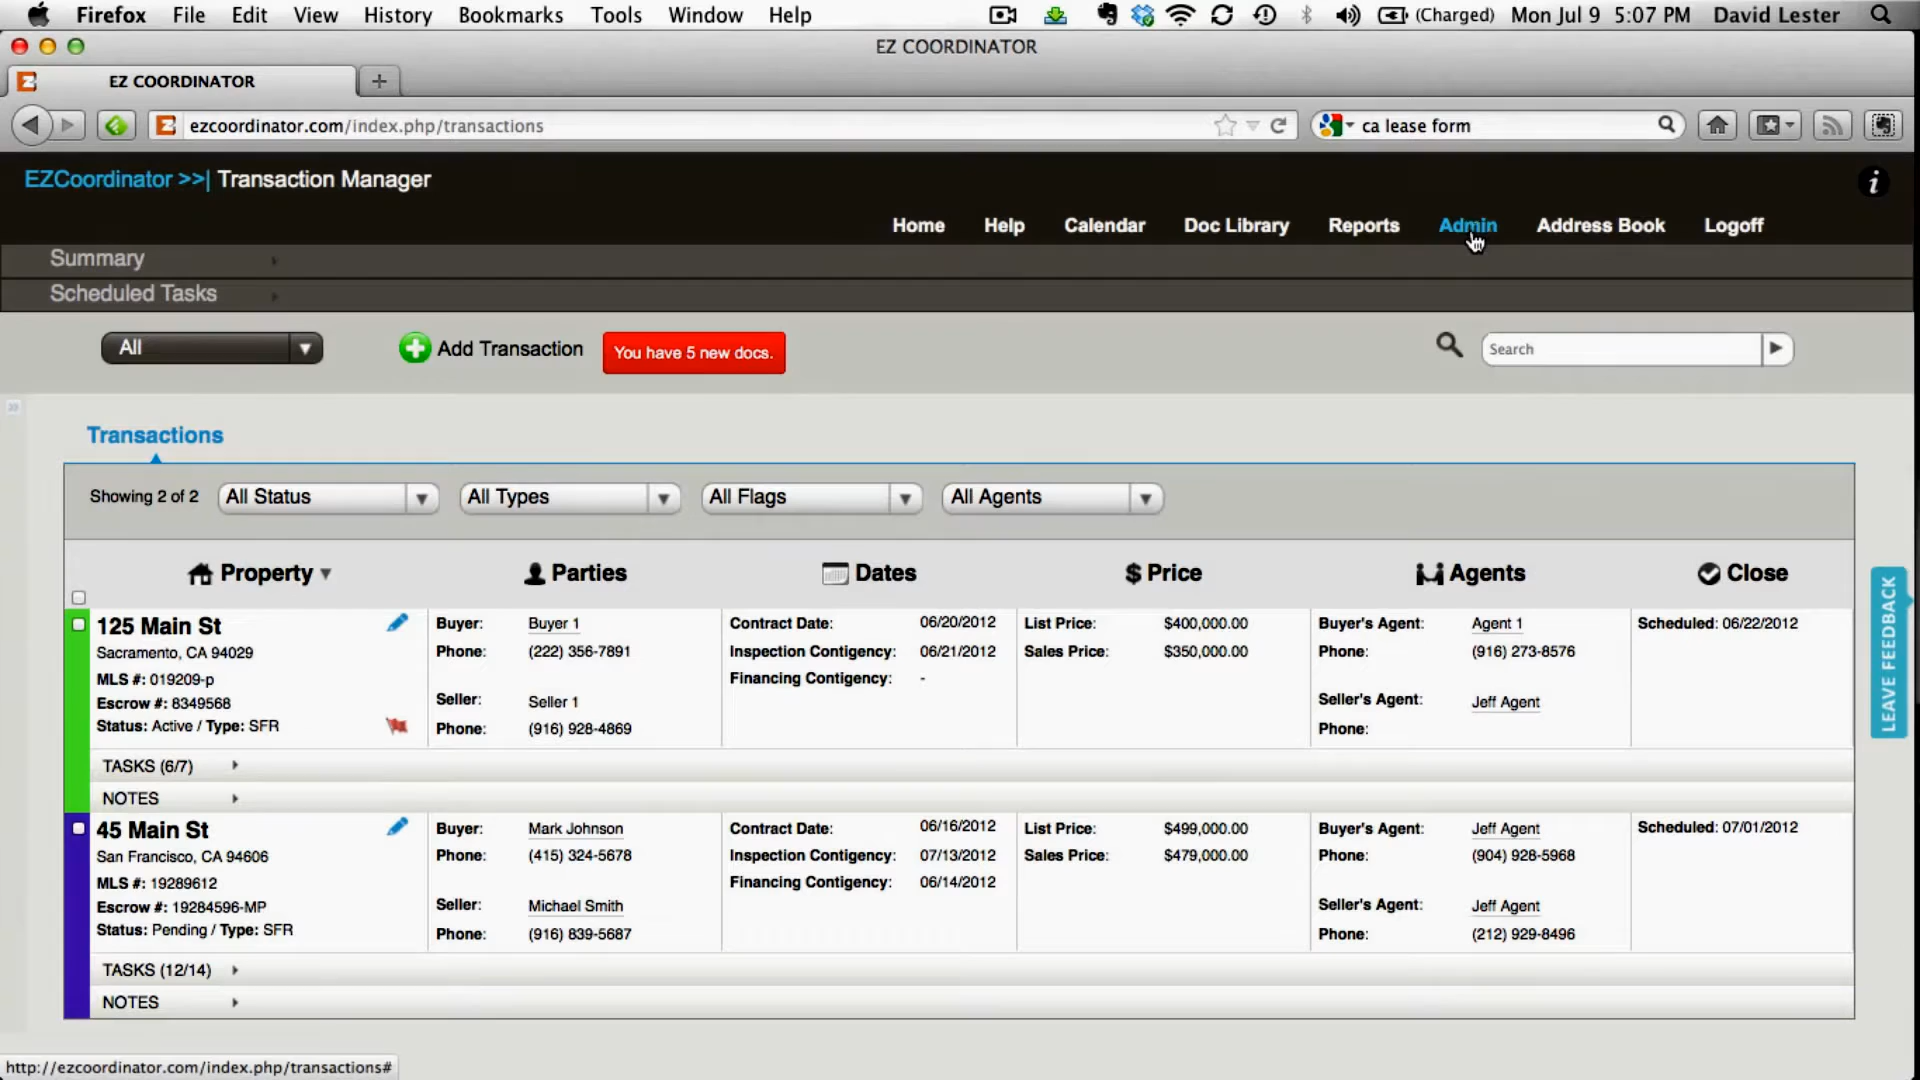 Firefox File Edit View History Bookmarks Tools Window Help (Charged) Mon Jul 9 5:07 PM David Lester
EZ COORDINATOR
EZ COORDINATOR
ezcoordinator.com/index.php/transactions ca lease form
EZCoordinator >>| Transaction Manager
Home Help Calendar Doc Library Reports Admin Address Book Logoff
Summary
Scheduled Tasks
All Add Transaction You have 5 new docs. Search
Transactions
Showing 2 of 2 All Status All Types All Flags All Agents
Property Parties Dates $ Price Agents Close
125 Main St Buyer: Buyer 1 Contract Date: 06/20/2012 List Price: $400,000.00 Buyer's Agent: Agent 1 Scheduled: 06/22/2012
Sacramento, CA 94029 Phone: (222) 356-7891 Inspection Contigency: 06/21/2012 Sales Price: $350,000.00 Phone: (916) 273-8576
MLS #: 019209-p Financing Contigency: -
Escrow #: 8349568 Seller: Seller 1 Seller's Agent: Jeff Agent
Status: Active / Type: SFR Phone: (916) 928-4869 Phone:
TASKS (6/7)
NOTES
45 Main St Buyer: Mark Johnson Contract Date: 06/16/2012 List Price: $499,000.00 Buyer's Agent: Jeff Agent Scheduled: 07/01/2012
San Francisco, CA 94606 Phone: (415) 324-5678 Inspection Contigency: 07/13/2012 Sales Price: $479,000.00 Phone: (904) 928-5968
MLS #: 19289612 Financing Contigency: 06/14/2012
Escrow #: 19284596-MP Seller: Michael Smith Seller's Agent: Jeff Agent
Status: Pending / Type: SFR Phone: (916) 839-5687 Phone: (212) 929-8496
TASKS (12/14)
NOTES
LEAVE FEEDBACK
http://ezcoordinator.com/index.php/transactions#